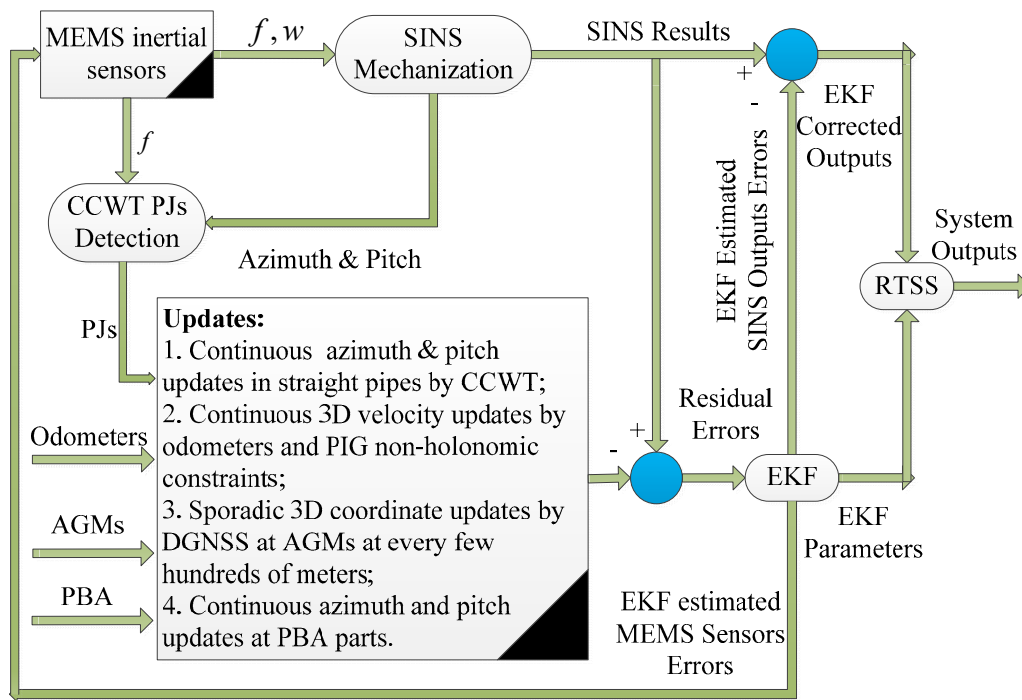 MEMS inertial
sensors
f, w
SINS
Mechanization
SINS Results
+
-
EKF
Corrected
Outputs
f
CCWT PJs
Detection
Azimuth & Pitch
EKF Estimated
SINS Outputs Errors
System
Outputs
RTSS
PJs
Updates:
1. Continuous azimuth & pitch
updates in straight pipes by CCWT;
2. Continuous 3D velocity updates by
odometers and PIG non-holonomic
constraints;
3. Sporadic 3D coordinate updates by
DGNSS at AGMs at every few
hundreds of meters;
4. Continuous azimuth and pitch
updates at PBA parts.
Odometers
AGMs
PBA
+
-
Residual
Errors
EKF
EKF
Parameters
EKF estimated
MEMS Sensors
Errors